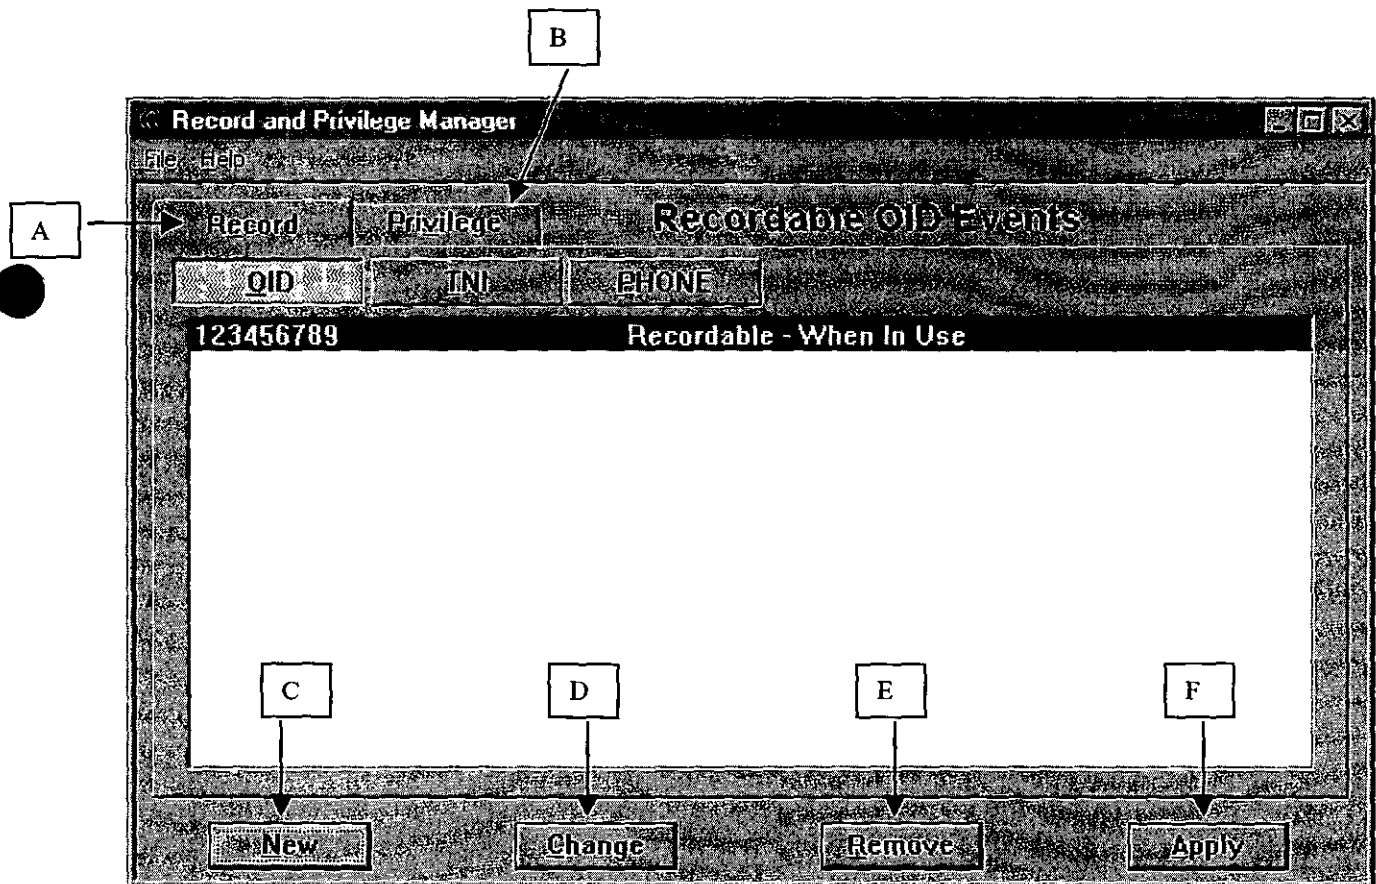 B
Record and Privilege Manager
File Help
A
Record Privilege Recordable OID Events
OID TNI PHONE
123456789 Recordable - When In Use
C D E F
New Change Remove Apply